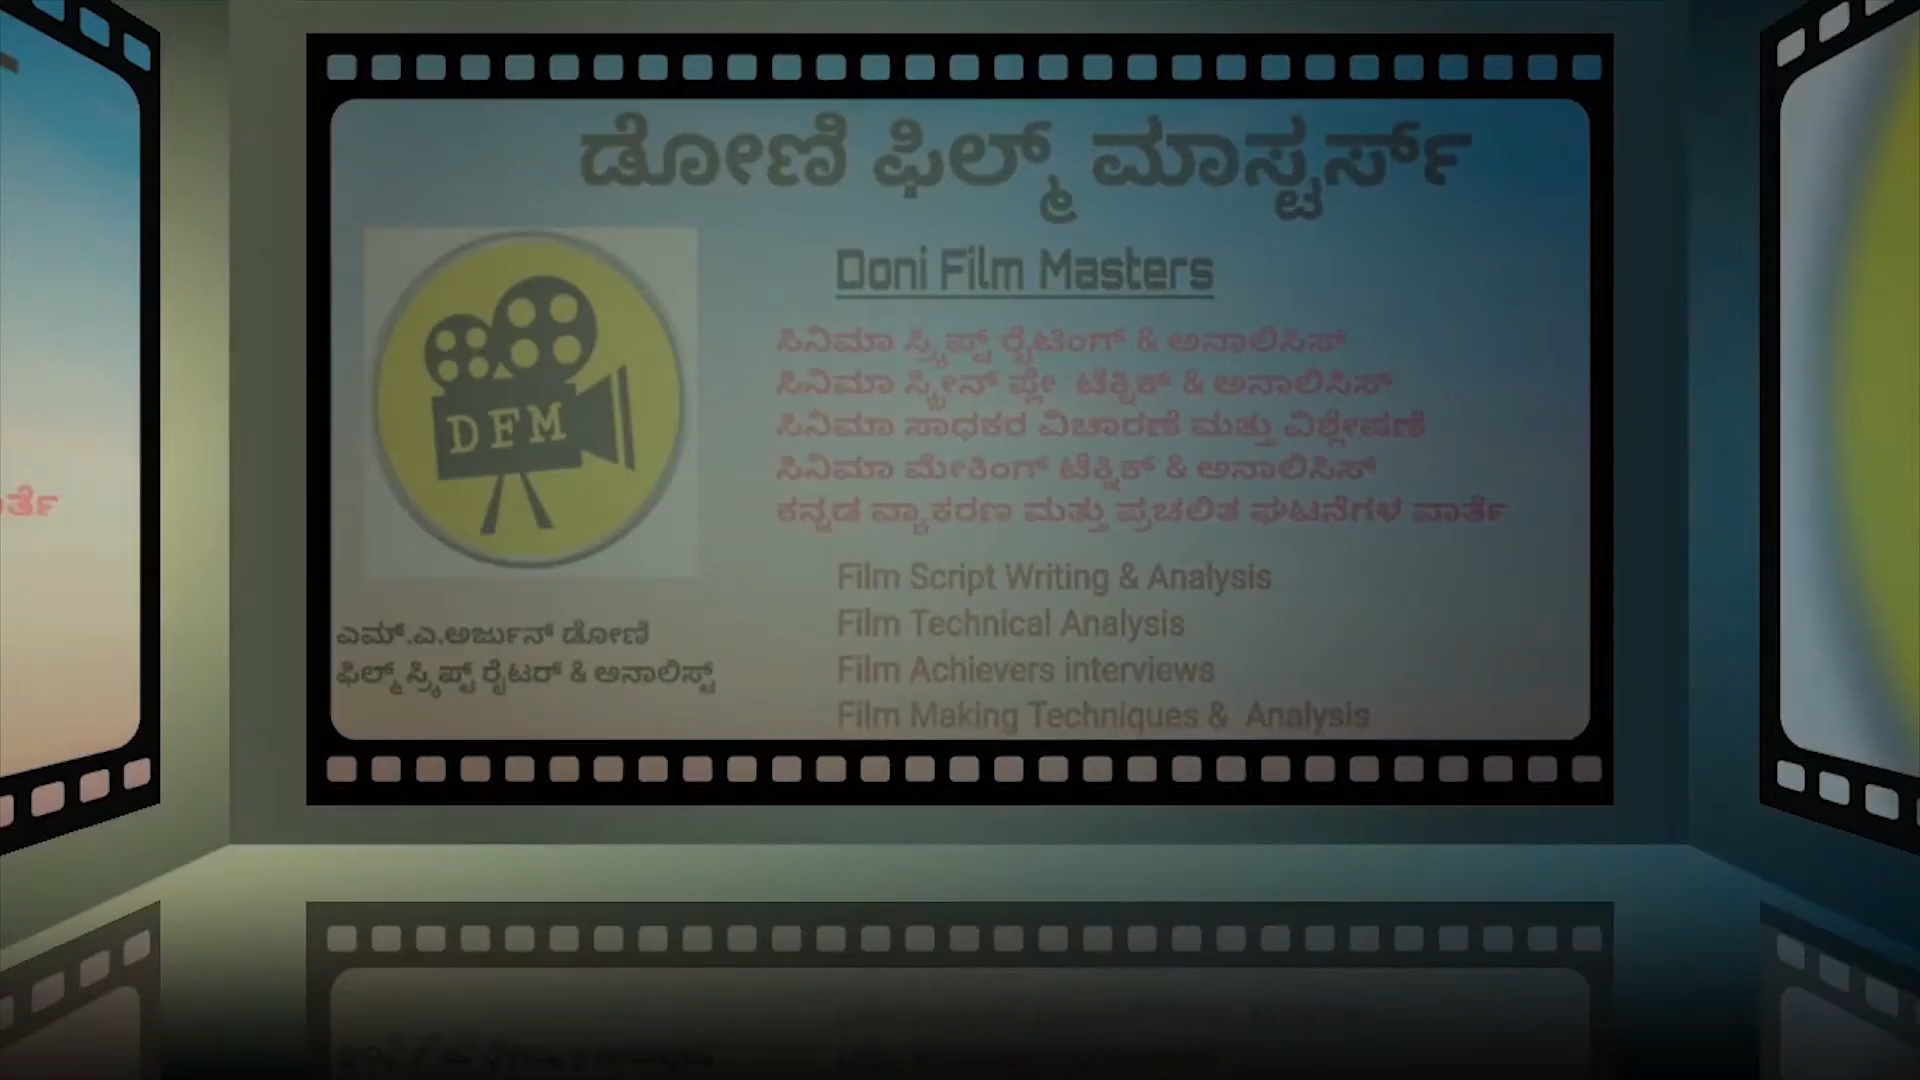 ಡೋಣಿ ಫಿಲ್ಮ್ ಮಾಸ್ಟರ್ಸ್
Doni Film Masters
DFM
ಸಿನಿಮಾ ಸ್ಕ್ರಿಪ್ಟ್ ರೈಟಿಂಗ್ & ಅನಾಲಿಸಿಸ್
ಸಿನಿಮಾ ಸ್ಕ್ರೀನ್ ಪ್ಲೇ ಟೆಕ್ನಿಕ್ & ಅನಾಲಿಸಿಸ್
ಸಿನಿಮಾ ಸಾಧಕರ ವಿಚಾರಣೆ ಮತ್ತು ವಿಶ್ಲೇಷಣೆ
ಸಿನಿಮಾ ಮೇಕಿಂಗ್ ಟೆಕ್ನಿಕ್ & ಅನಾಲಿಸಿಸ್
ಕನ್ನಡ ವ್ಯಾಕರಣ ಮತ್ತು ಪ್ರಚಲಿತ ಘಟನೆಗಳ ವಾರ್ತೆ
Film Script Writing & Analysis
Film Technical Analysis
Film Achievers interviews
Film Making Techniques & Analysis
ಎಮ್.ಎ.ಅರ್ಜುನ್ ಡೋಣಿ
ಫಿಲ್ಮ್ ಸ್ಕ್ರಿಪ್ಟ್ ರೈಟರ್ & ಅನಾಲಿಸ್ಟ್